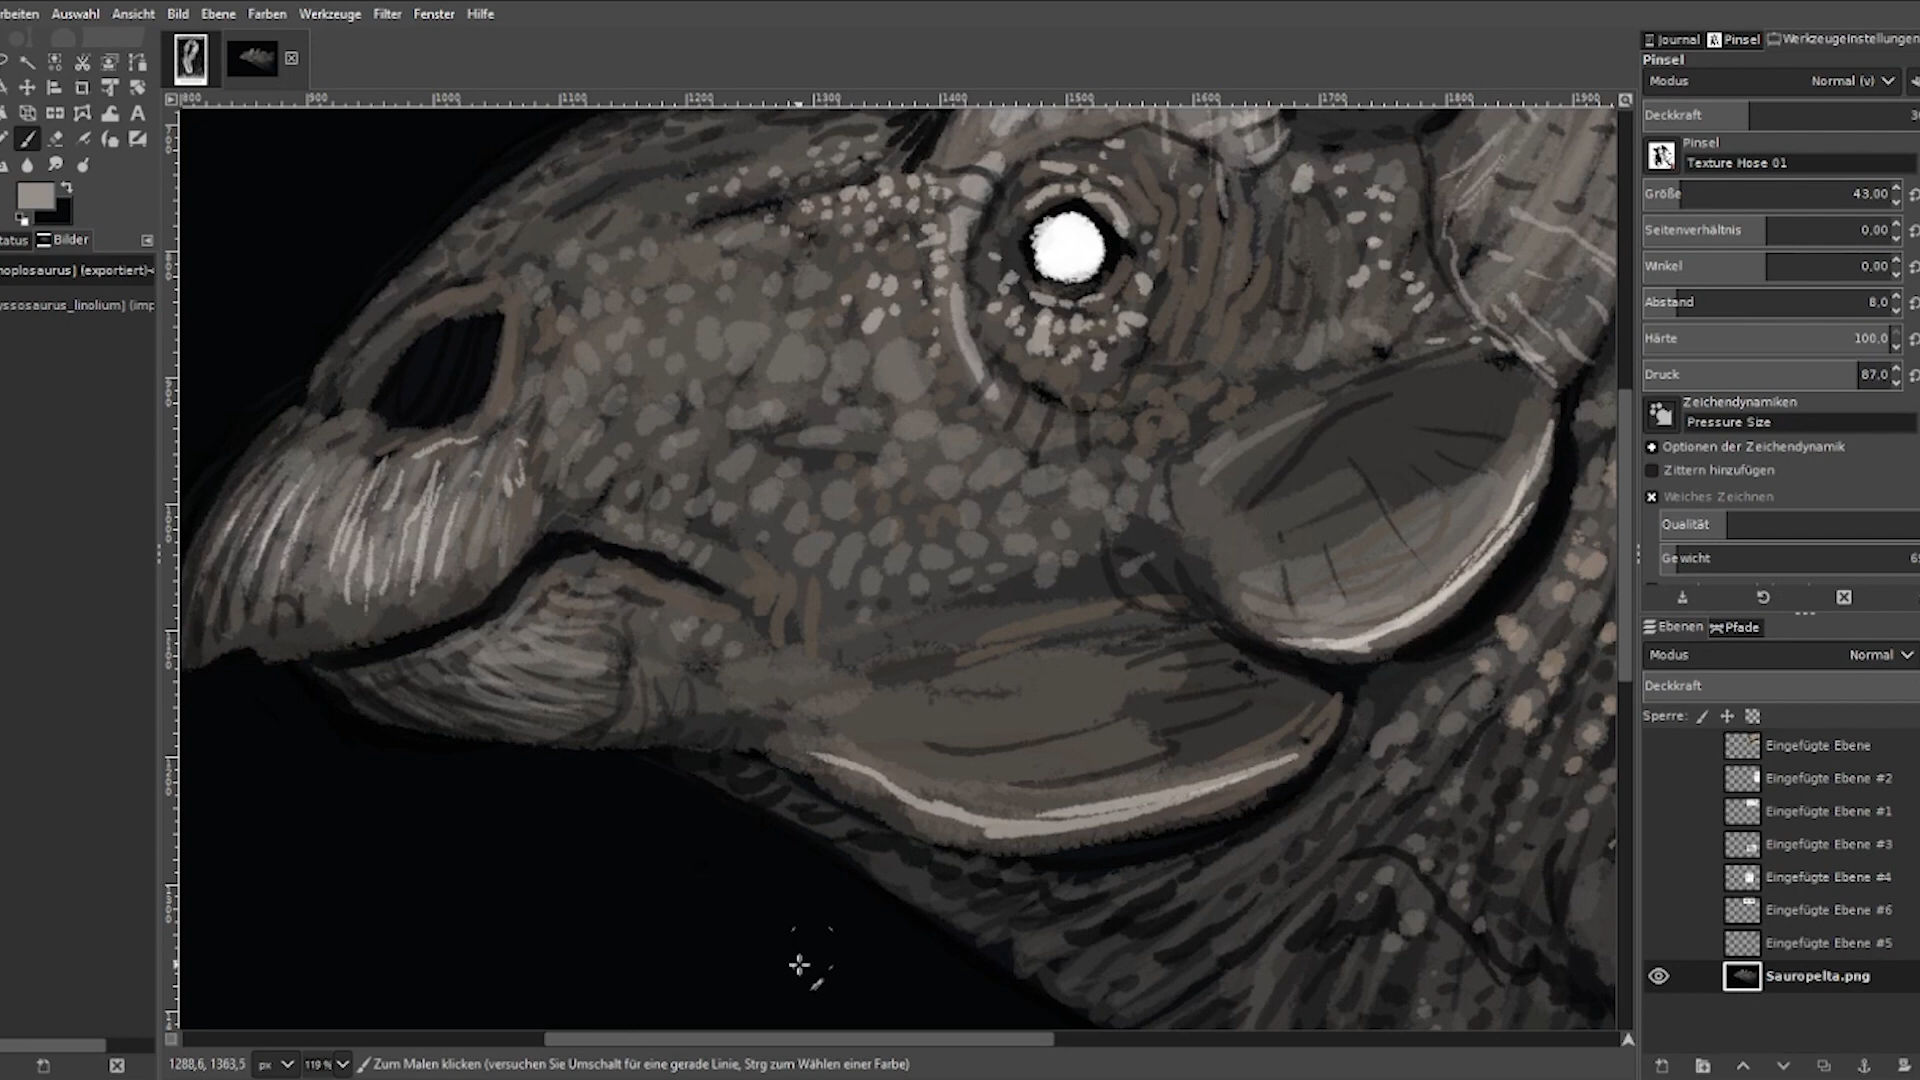 rbeiten Auswahl Ansicht Bild Ebene Farben Werkzeuge Filter Fenster Hilfe
Journal Pinsel Werkzeugeinstellungen
Pinsel
Modus Normal (v)
Deckkraft 30
Pinsel
Texture Hose 01
Größe 43,00
Seitenverhältnis 0,00
Winkel 0,00
Abstand 8,0
Härte 100,0
Druck 87,0
Zeichendynamiken
Pressure Size
Optionen der Zeichendynamik
Zittern hinzufügen
Weiches Zeichnen
Qualität
Gewicht
tatus Bilder
noplosaurus] (exportiert)
yssosaurus_linolium] (imp
800 900 1000 1100 1200 1300 1400 1500 1600 1700 1800 1900
Ebenen Pfade
Modus Normal
Deckkraft
Sperre:
Eingefügte Ebene
Eingefügte Ebene #2
Eingefügte Ebene #1
Eingefügte Ebene #3
Eingefügte Ebene #4
Eingefügte Ebene #6
Eingefügte Ebene #5
Sauropelta.png
1288,6, 1363,5 px 119 % Zum Malen klicken (versuchen Sie Umschalt für eine gerade Linie, Strg zum Wählen einer Farbe)